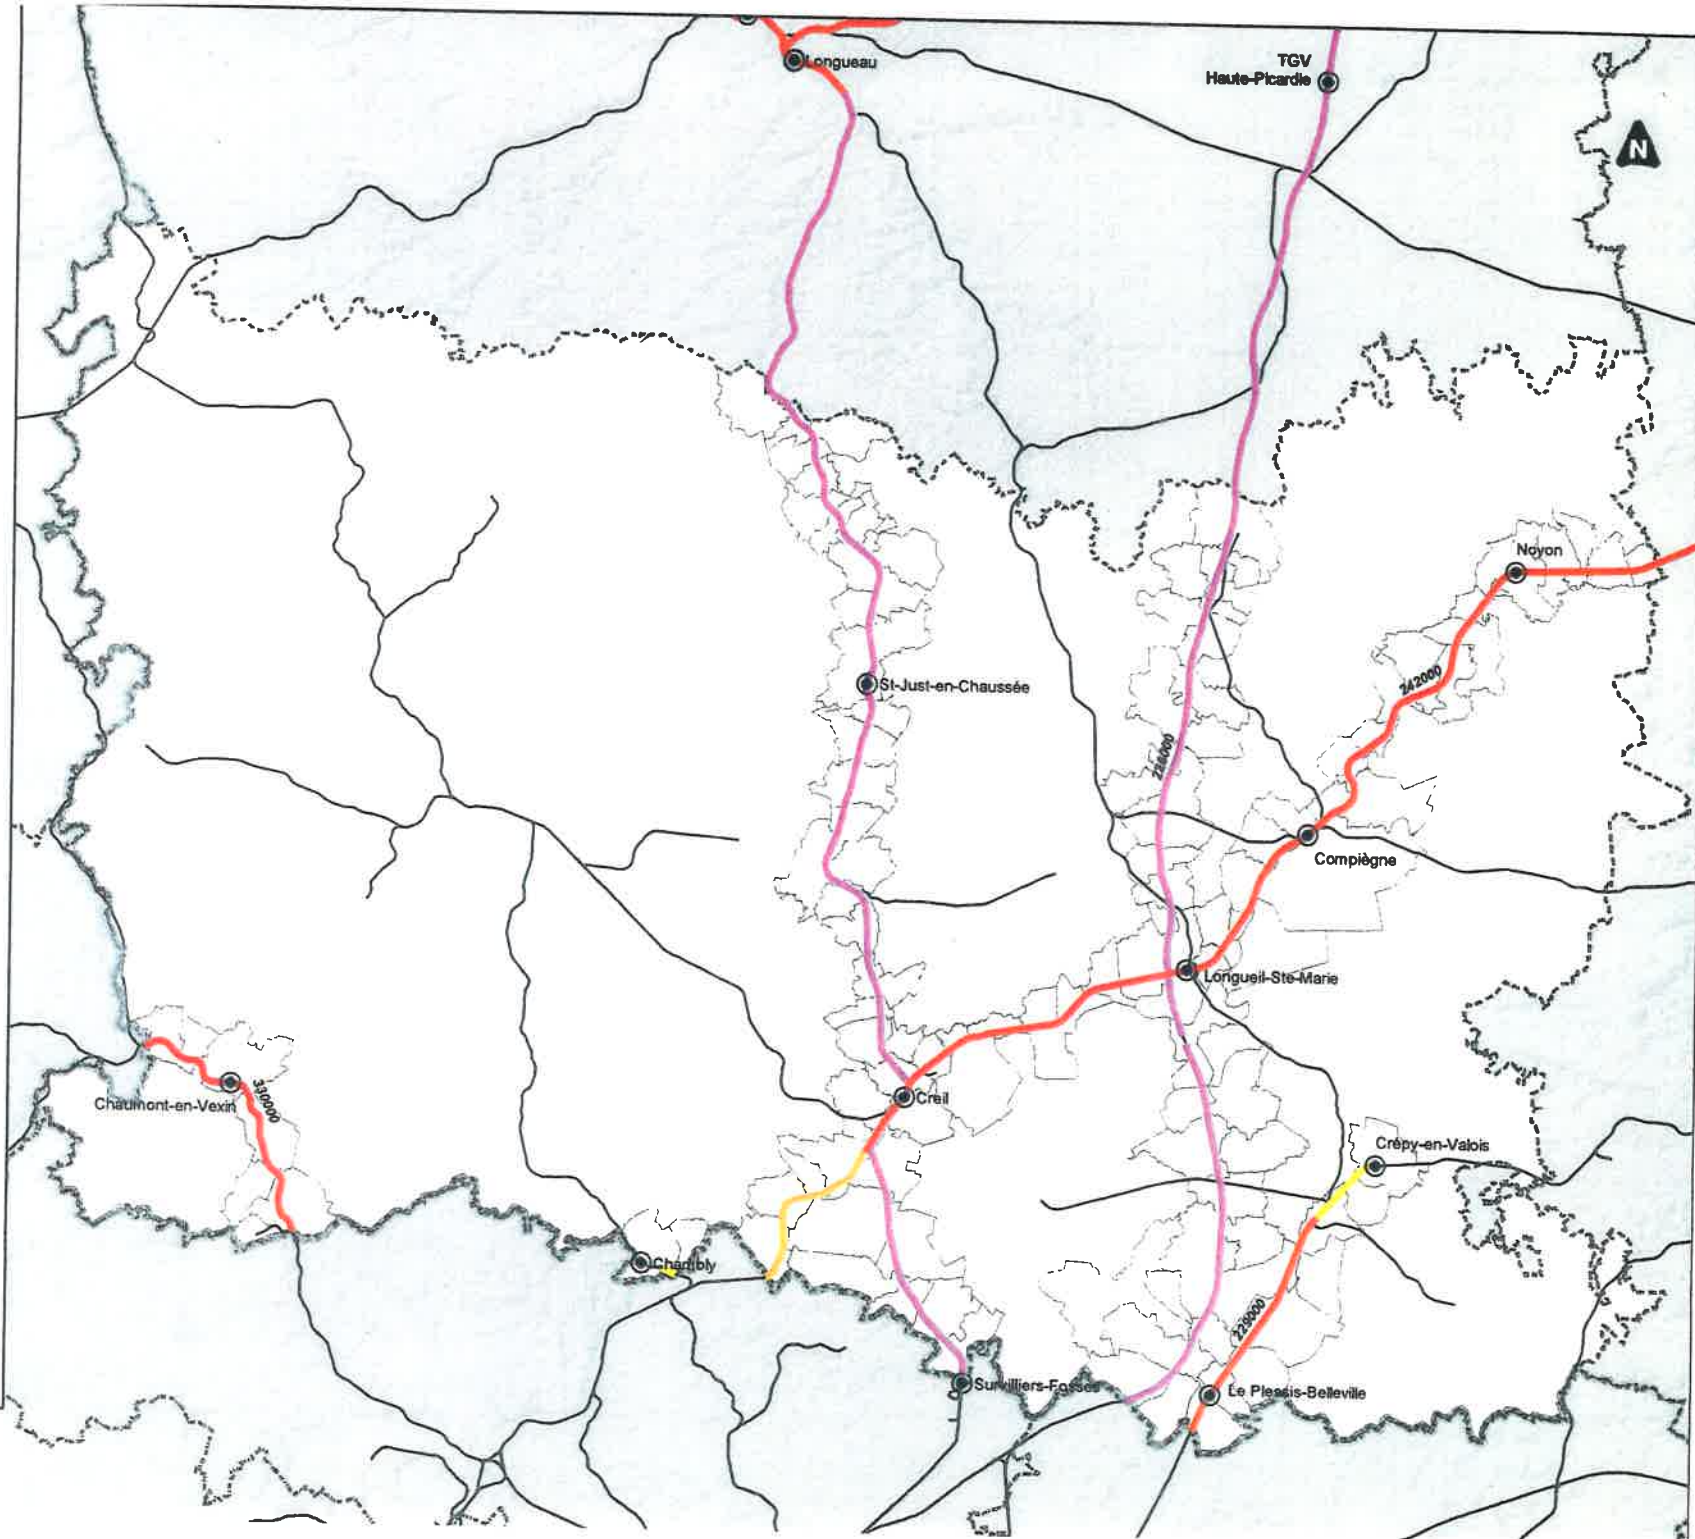 Longueau
TGV
Haute-Picardie
N
Noyon
242000
St-Just-en-Chaussée
226000
Compiègne
Longueil-Ste-Marie
330000
Chaumont-en-Vexin
Creil
Crépy-en-Valois
Chambly
229000
Survilliers-Fosses
Le Plessis-Belleville